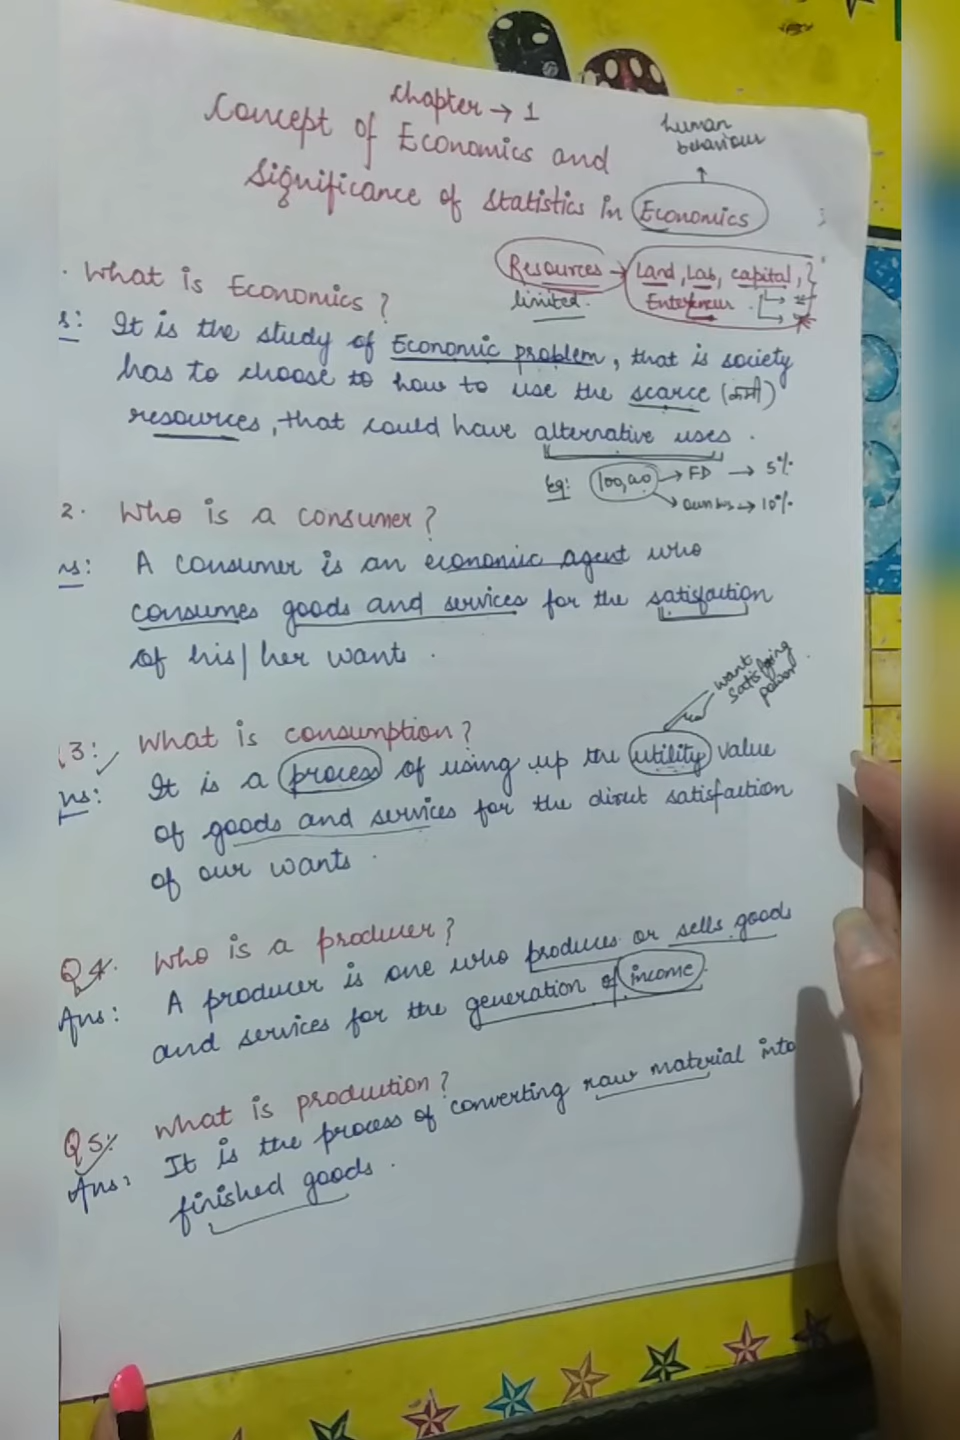 Chapter → 1
Concept of Economics and
Significance of Statistics in Economics
human
behaviour
Resources → Land, Lab, capital,
limited. Entereneur
. What is Economics?
s: It is the study of Economic problem, that is society
has to choose to how to use the scarce (कमी)
resources, that could have alternative uses.
Eg: 100,00 → FD → 5%
→ 10%
2. Who is a consumer?
ns: A consumer is an economic agent who
consumes goods and services for the satisfaction
of his/her wants.
want
satisfying
power
3: What is consumption?
ns: It is a process of using up the utility value
of goods and services for the direct satisfaction
of our wants.
Q4. Who is a producer?
Ans: A producer is one who produces or sells goods
and services for the generation of income.
Q5: What is production?
Ans: It is the process of converting raw material into
finished goods.